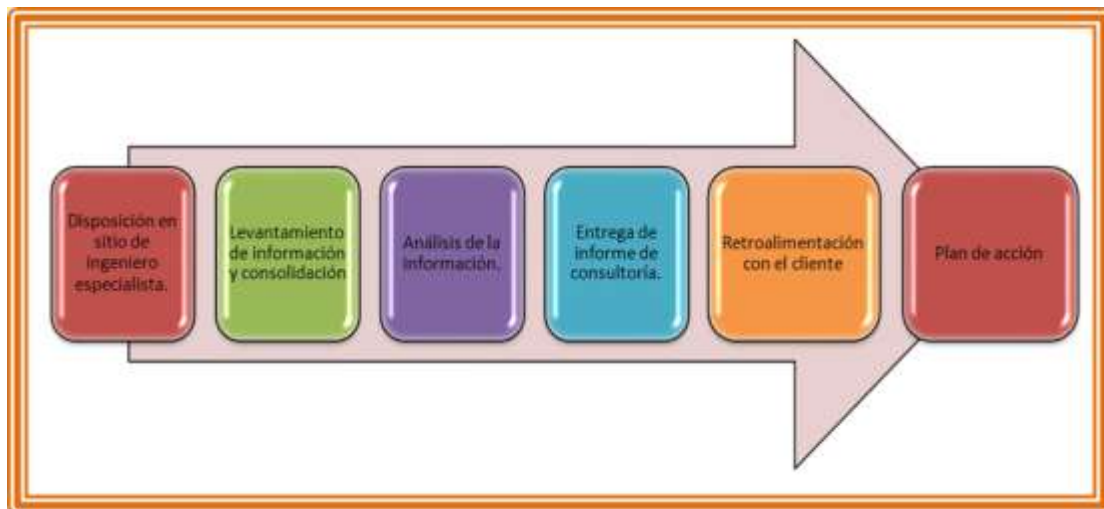 Disposición en
sitio de
ingeniero
especialista.
Levantamiento
de información
y consolidación
Análisis de la
información.
Entrega de
informe de
consultoría.
Retroalimentación
con el cliente
Plan de acción